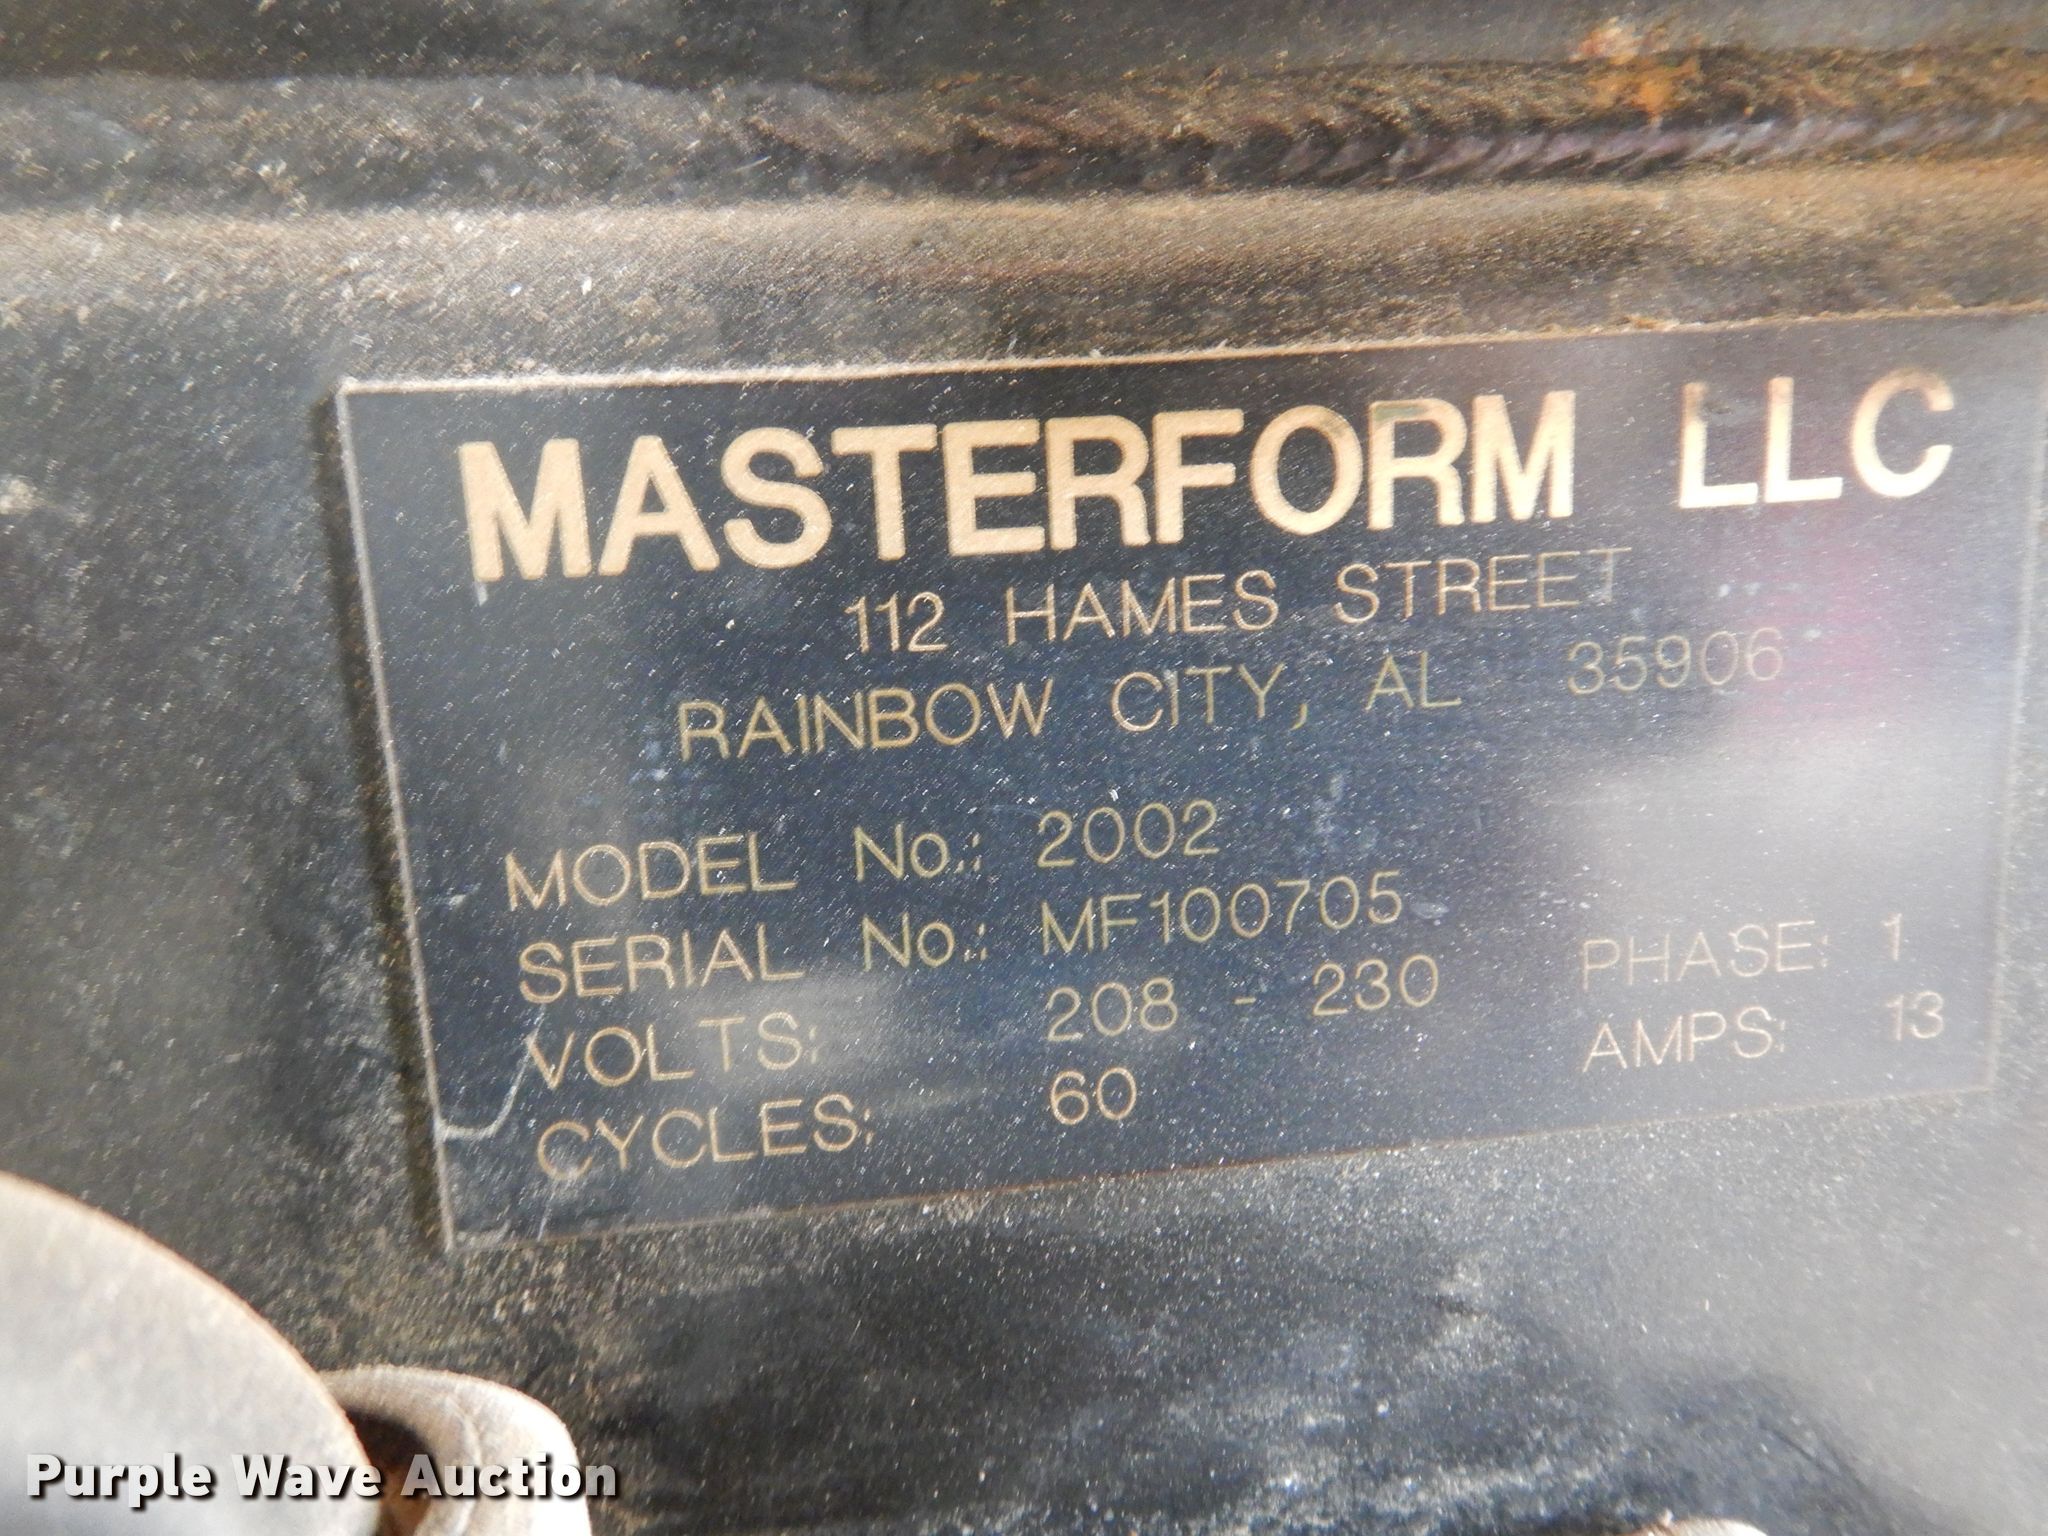 MASTERFORM LLC
112 HAMES STREET
RAINBOW CITY, AL 35906
MODEL No.: 2002
SERIAL No.: MF100705
VOLTS: 208 - 230 PHASE: 1
CYCLES: 60 AMPS: 13
Purple Wave Auction